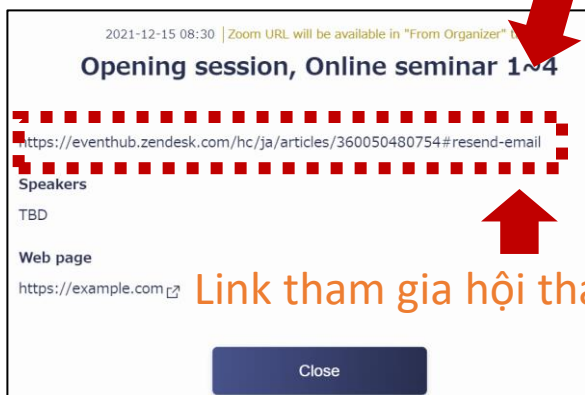 2021-12-15 08:30 | Zoom URL will be available in "From Organizer"
Opening session, Online seminar 1~4
https://eventhub.zendesk.com/hc/ja/articles/360050480754#resend-email
Speakers
TBD
Web page
https://example.com
Link tham gia hội
Close